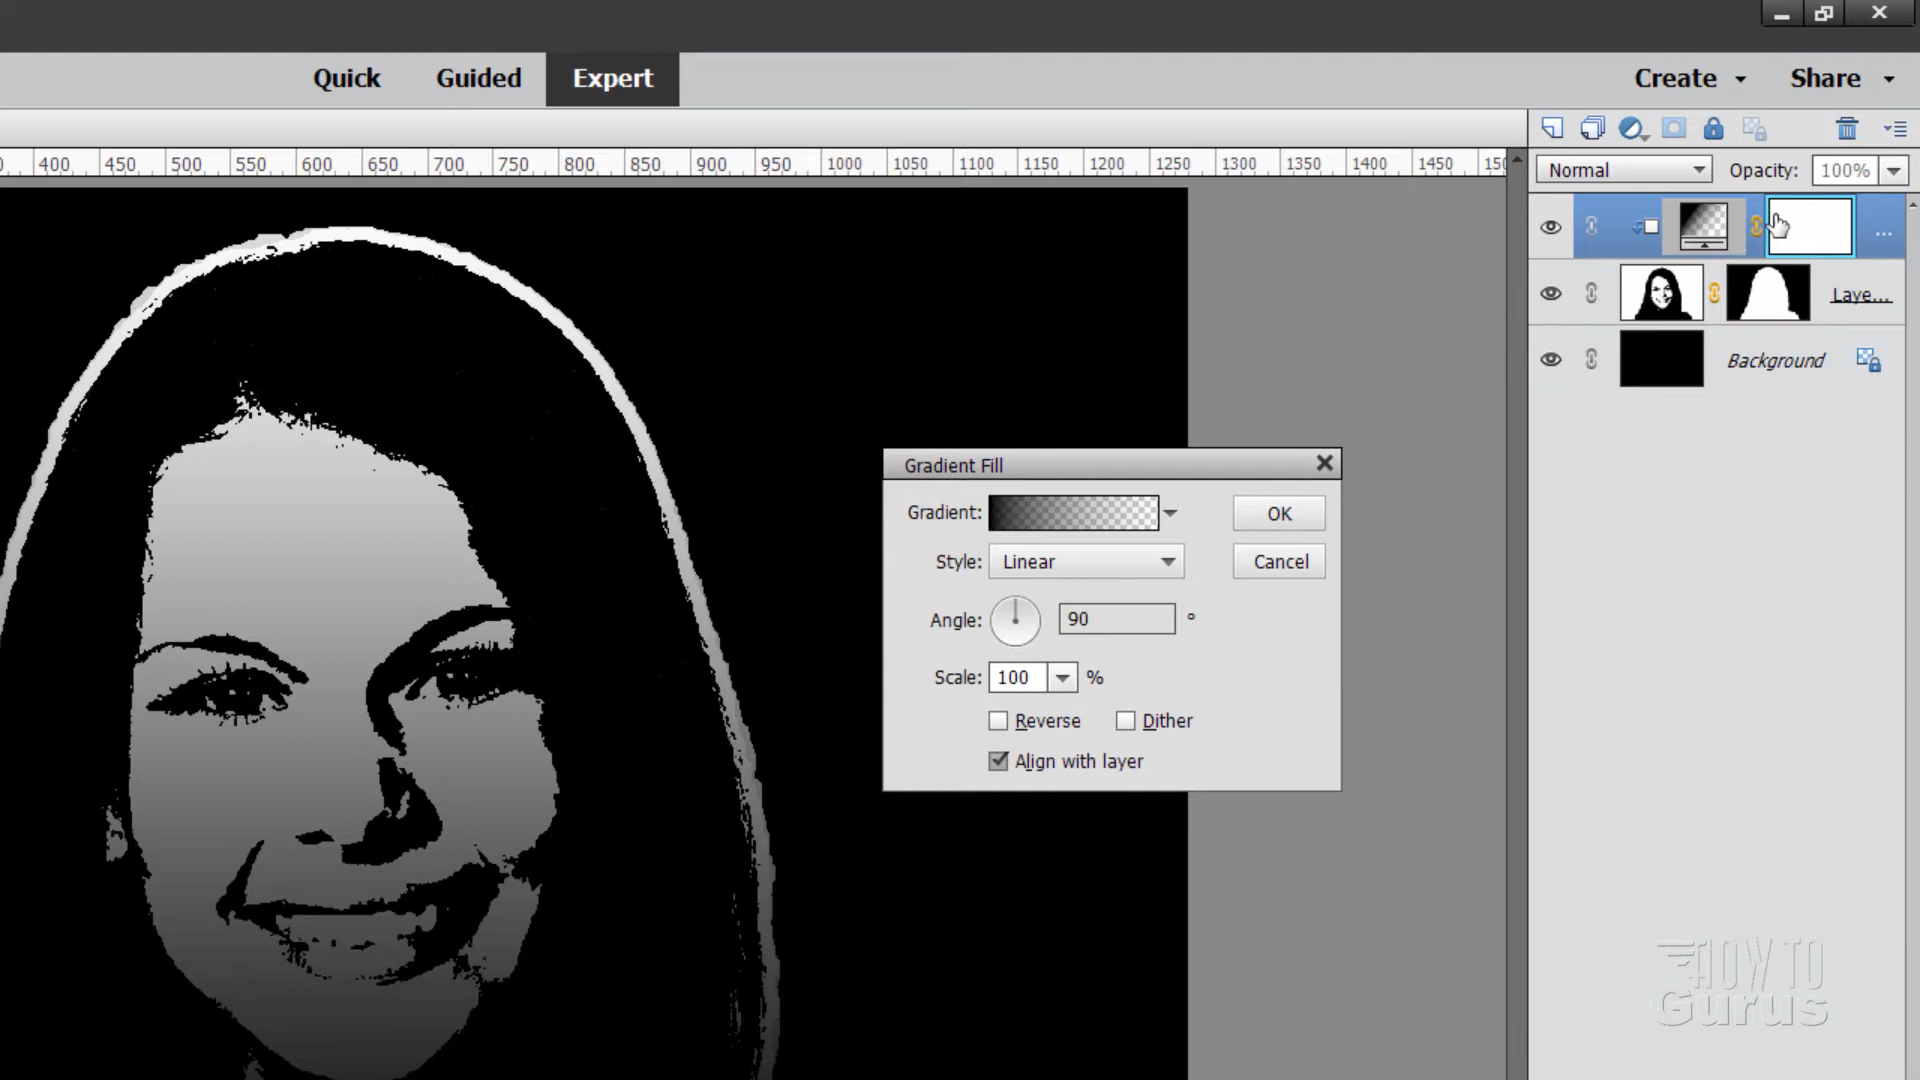 Quick Guided Expert Create Share
400 450 500 550 600 650 700 750 800 850 900 950 1000 1050 1100 1150 1200 1250 1300 1350 1400 1450
Normal Opacity: 100%
...
Laye...
Background
Gradient Fill
Gradient: OK
Style: Linear Cancel
Angle: 90 °
Scale: 100 %
Reverse Dither
Align with layer
HOW TO
Gurus